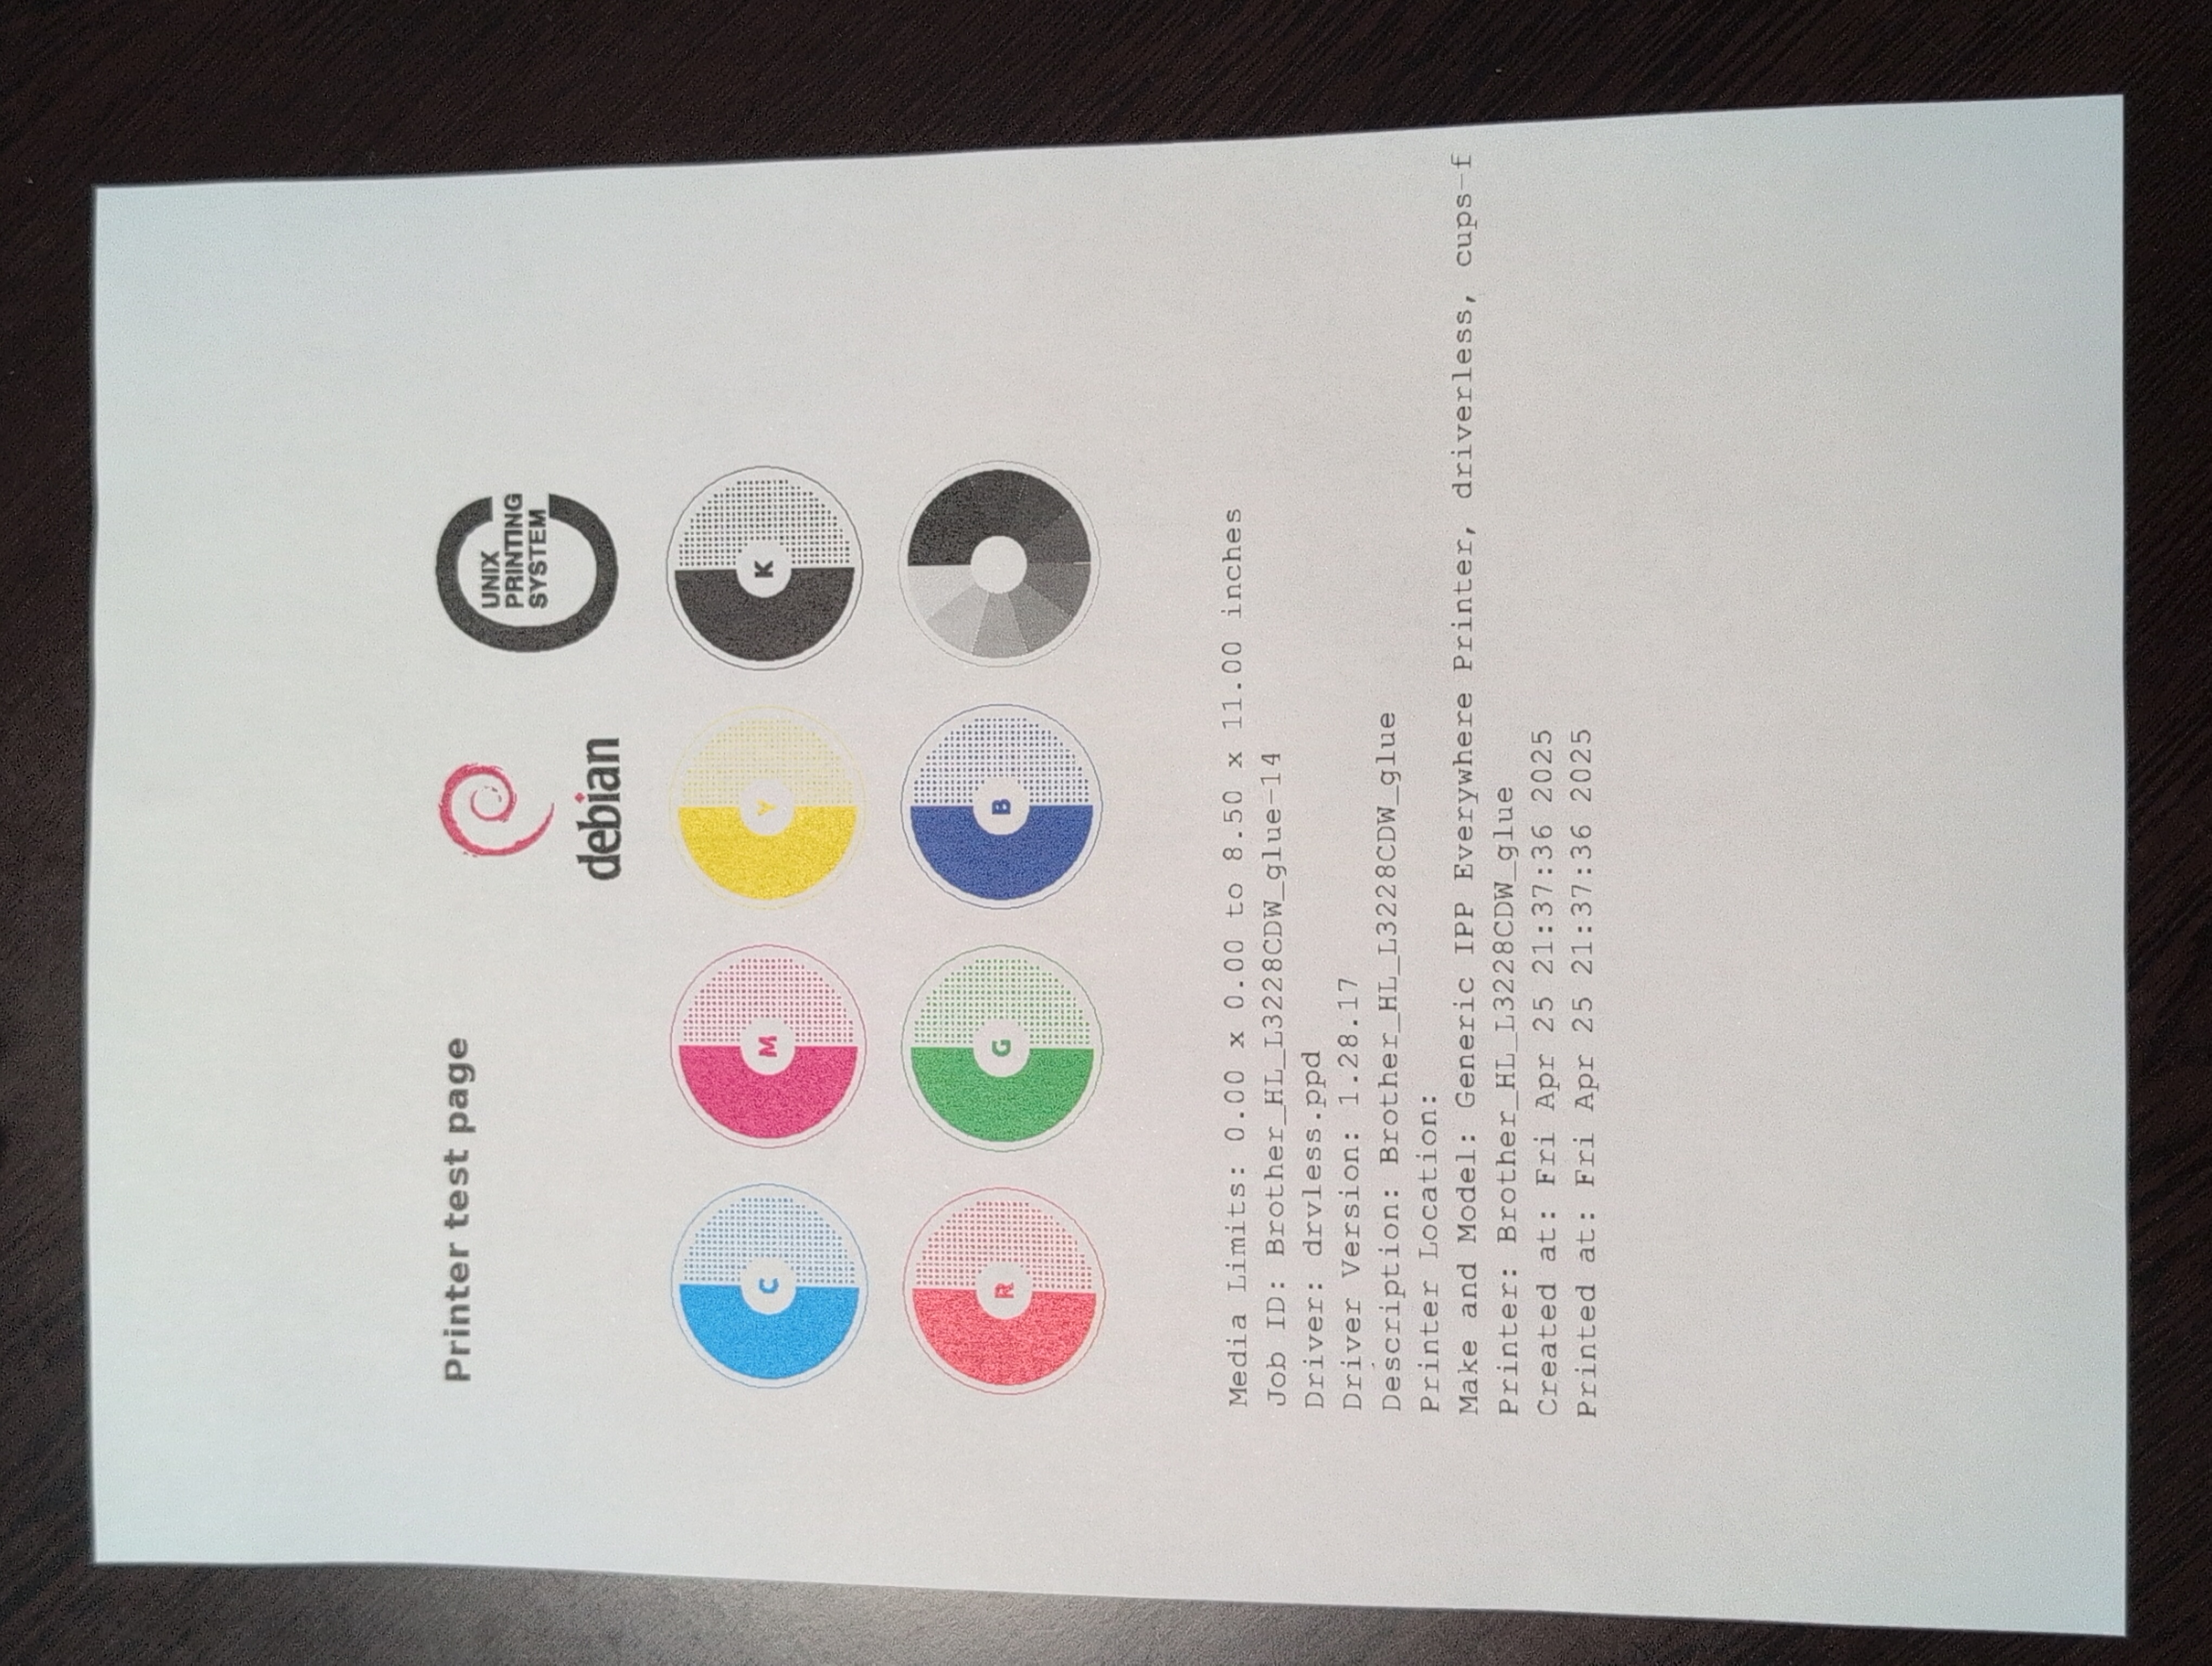 Printer test page
debian
UNIX
PRINTING
SYSTEM
C
M
Y
K
R
G
B
Media Limits: 0.00 x 0.00 to 8.50 x 11.00 inches
Job ID: Brother_HL_L3228CDW_glue-14
Driver: drvless.ppd
Driver Version: 1.28.17
Description: Brother_HL_L3228CDW_glue
Printer Location:
Make and Model: Generic IPP Everywhere Printer, driverless, cups-f
Printer: Brother_HL_L3228CDW_glue
Created at: Fri Apr 25 21:37:36 2025
Printed at: Fri Apr 25 21:37:36 2025